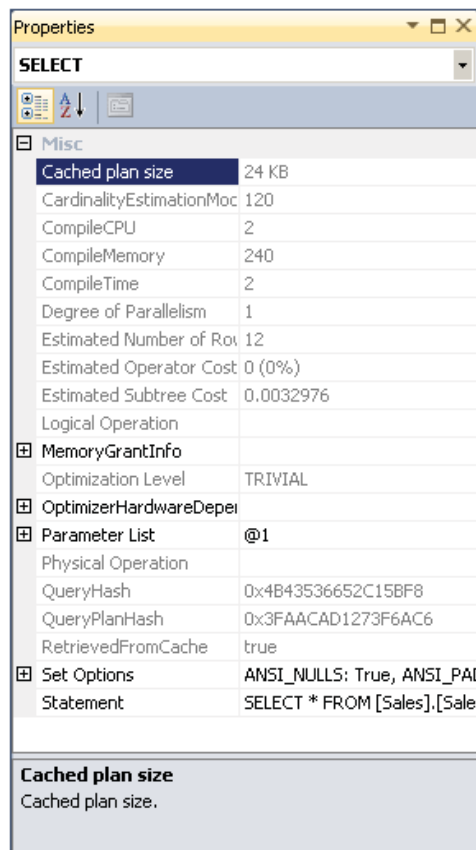 Properties
SELECT
Misc
Cached plan size 24 KB
CardinalityEstimationMoc 120
CompileCPU 2
CompileMemory 240
CompileTime 2
Degree of Parallelism 1
Estimated Number of Rov 12
Estimated Operator Cost 0 (0%)
Estimated Subtree Cost 0.0032976
Logical Operation
MemoryGrantInfo
Optimization Level TRIVIAL
OptimizerHardwareDeper
Parameter List @1
Physical Operation
QueryHash 0x4B43536652C15BF8
QueryPlanHash 0x3FAACAD1273F6AC6
RetrievedFromCache true
Set Options ANSI_NULLS: True, ANSI_PAD
Statement SELECT * FROM [Sales].[Sale
Cached plan size
Cached plan size.